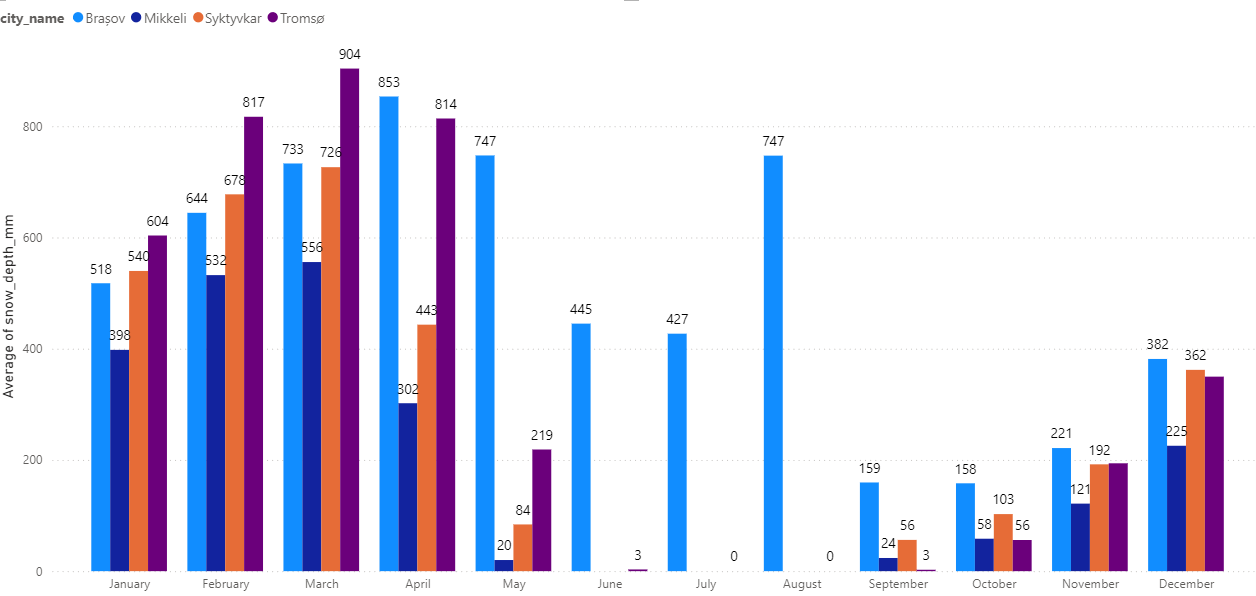 city_name Brașov Mikkeli Syktyvkar Tromsø
Average of snow_depth_mm
800
600
400
200
0
518 398 540 604
644 532 678 817
733 556 726 904
853 302 443 814
747 20 84 219
445 3
427 0
747 0
159 24 56 3
158 58 103 56
221 121 192
382 225 362
January February March April May June July August September October November December